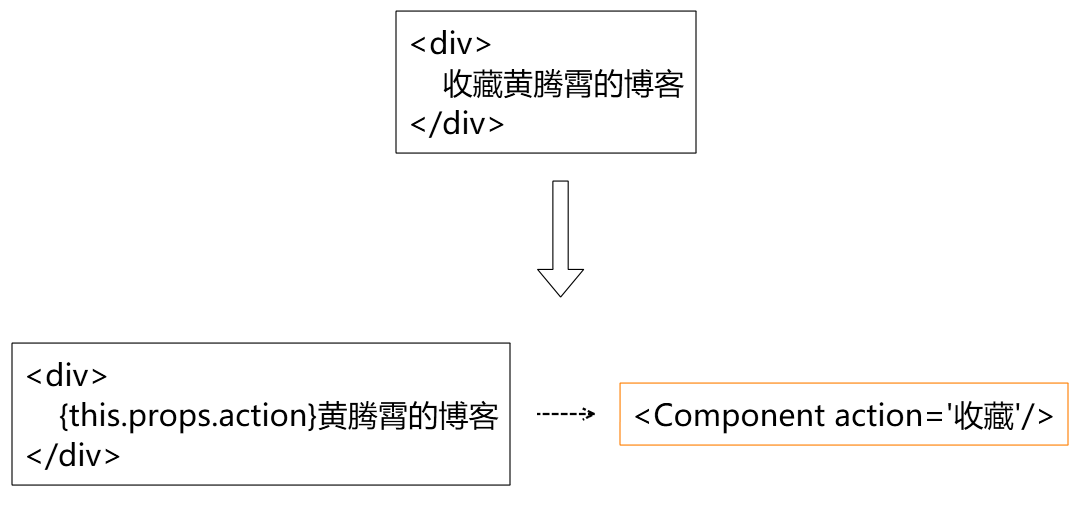 <div>
收藏黄腾霄的博客
</div>
<div>
{this.props.action}黄腾霄的博客
</div>
<Component action='收藏'/>